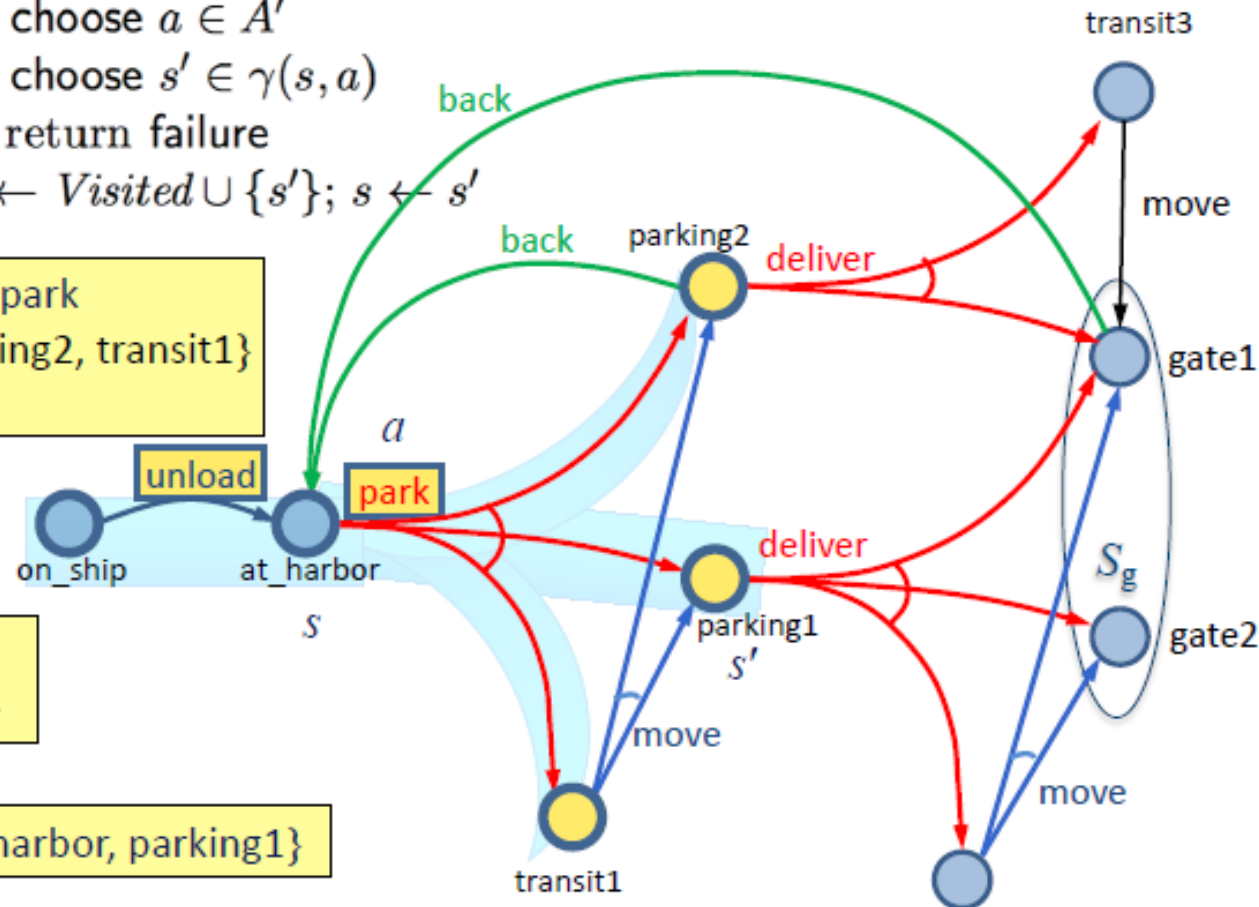 choose a ∈ A′
choose s′ ∈ γ(s, a)
return failure
← Visited ∪ {s′}; s ← s′
transit3
back
move
back
parking2
deliver
park
ing2, transit1}
gate1
a
unload
park
deliver
S_g
on_ship
at_harbor
s
parking1
s′
gate2
move
move
harbor, parking1}
transit1